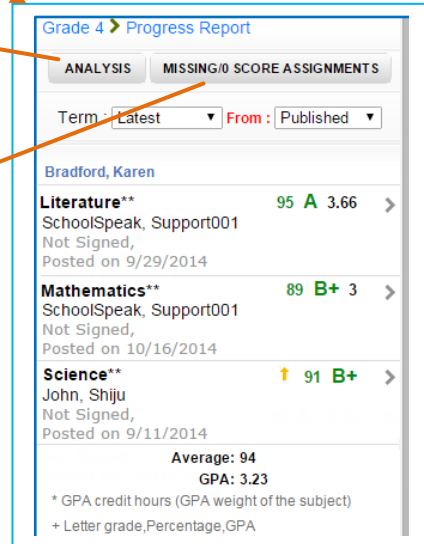 Grade 4 > Progress Report
ANALYSIS MISSING/0 SCORE ASSIGNMENTS
Term : Latest From : Published
Bradford, Karen
Literature** 95 A 3.66
SchoolSpeak, Support001
Not Signed,
Posted on 9/29/2014
Mathematics** 89 B+ 3
SchoolSpeak, Support001
Not Signed,
Posted on 10/16/2014
Science** ↑ 91 B+
John, Shiju
Not Signed,
Posted on 9/11/2014
Average: 94
GPA: 3.23
* GPA credit hours (GPA weight of the subject)
+ Letter grade,Percentage,GPA